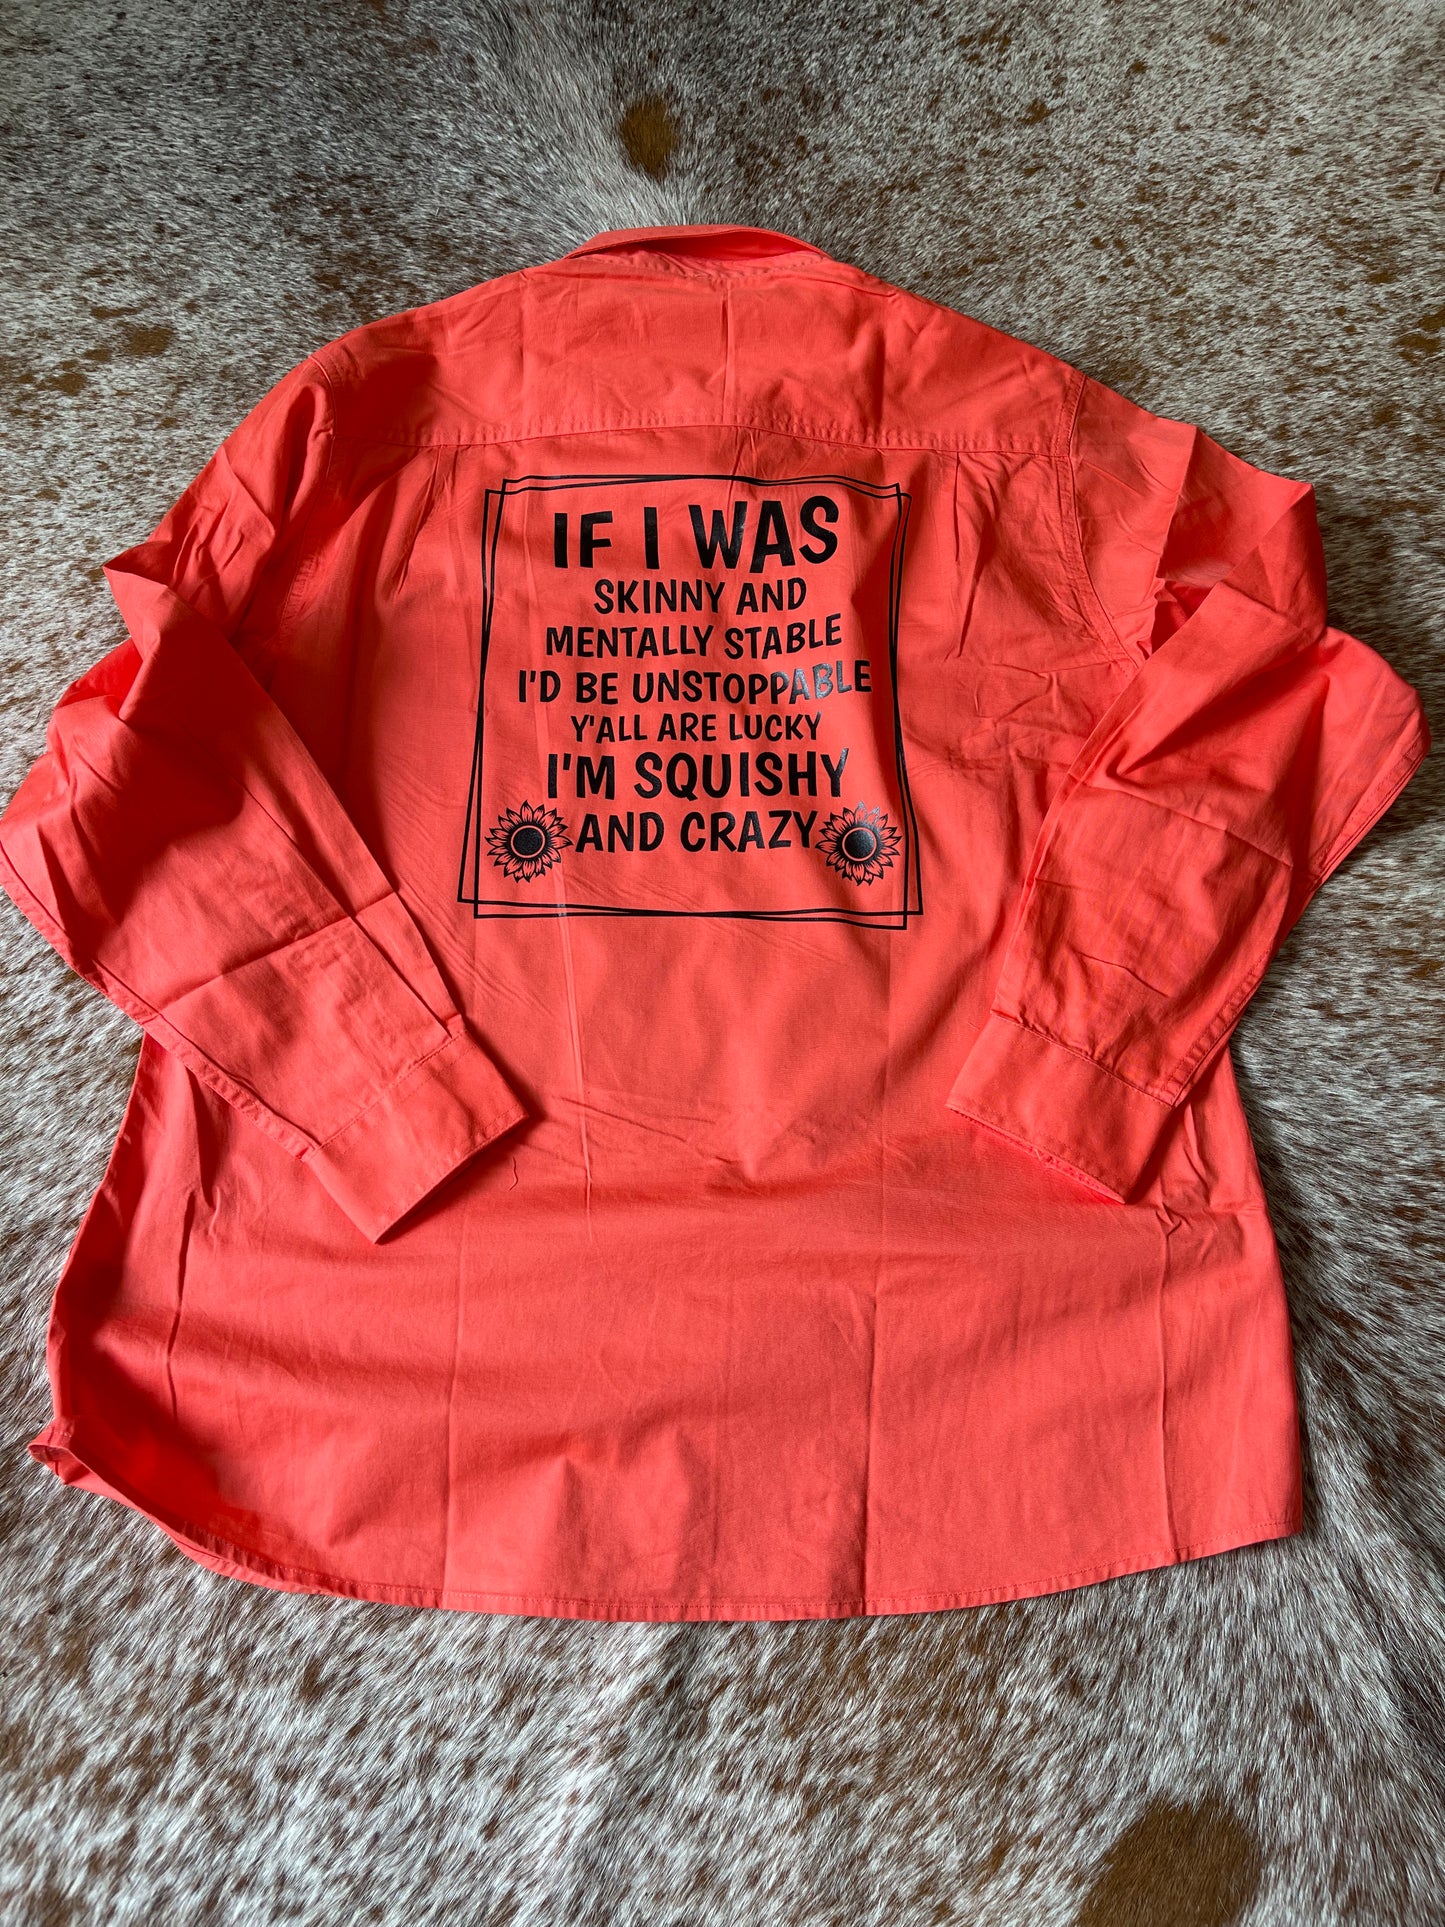 IF I WAS
SKINNY AND
MENTALLY STABLE
I'D BE UNSTOPPABLE
Y'ALL ARE LUCKY
I'M SQUISHY
AND CRAZY